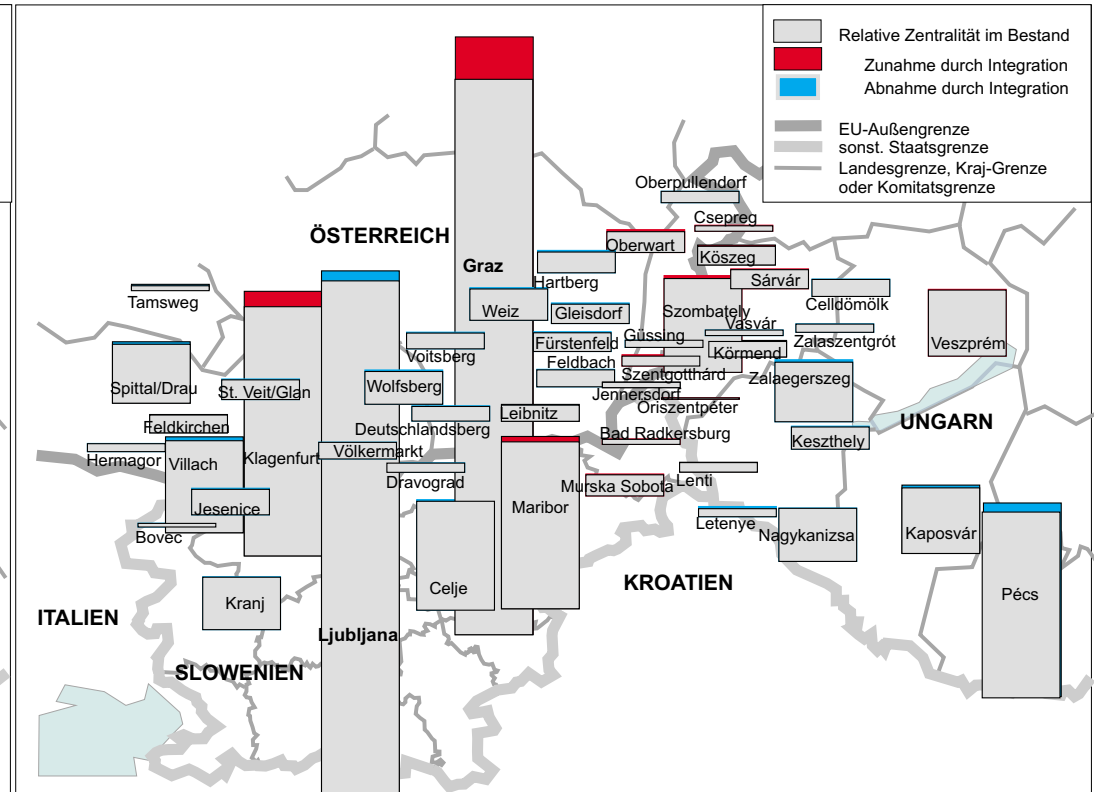 Relative Zentralität im Bestand
Zunahme durch Integration
Abnahme durch Integration
EU-Außengrenze
sonst. Staatsgrenze
Landesgrenze, Kraj-Grenze
oder Komitatsgrenze
Oberpullendorf
Csepreg
ÖSTERREICH
Oberwart
Köszeg
Graz
Hartberg
Sárvár
Tamsweg
Celldömölk
Weiz
Gleisdorf
Szombately
Vasvár
Zalaszentgrót
Voitsberg
Fürstenfeld
Güssing
Körmend
Veszprém
Feldbach
Szentgotthárd
Zalaegerszeg
Spittal/Drau
St. Veit/Glan
Wolfsberg
Jennersdorf
Öriszentpéter
Leibnitz
Deutschlandsberg
UNGARN
Feldkirchen
Bad Radkersburg
Keszthely
Hermagor
Villach
Klagenfurt
Völkermarkt
Dravograd
Murska Sobota
Lenti
Jesenice
Maribor
Letenye
Nagykanizsa
Kaposvár
Bovec
KROATIEN
Celje
Pécs
Kranj
ITALIEN
Ljubljana
SLOWENIEN